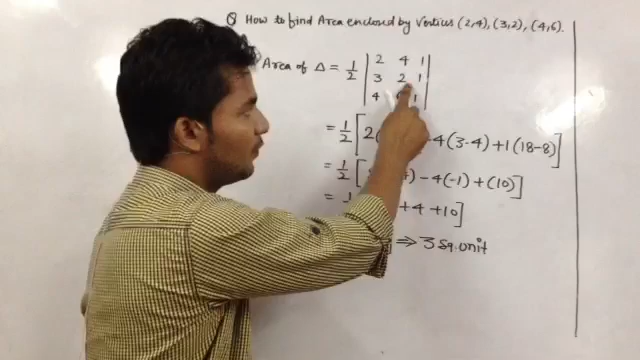 Q How to find Area enclosed by Vertices (2,4), (3,2), (4,6).
Area of Δ = 1/2 | 2 4 1 |
| 3 2 1 |
| 4 1 |
= 1/2 [ 2( - 4(3-4) + 1(18-8) ]
= 1/2 [ ) - 4(-1) + (10) ]
= 1 + 4 + 10 ]
⇒ 3 sq. unit